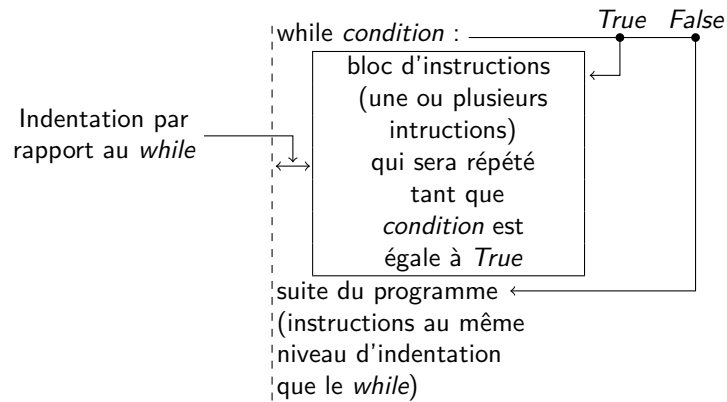 True False
while condition :
bloc d'instructions
(une ou plusieurs
intructions)
qui sera répété
tant que
condition est
égale à True
Indentation par
rapport au while
suite du programme
(instructions au même
niveau d'indentation
que le while)